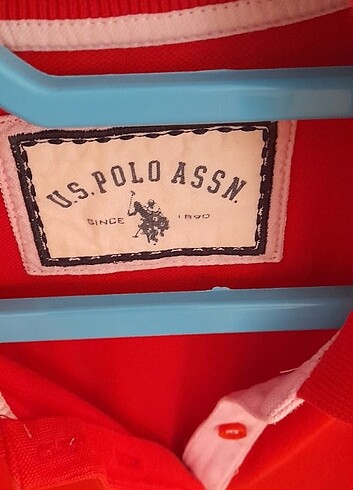 U.S. POLO ASSN.
SINCE 1890